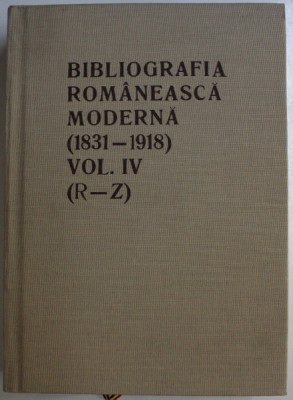 BIBLIOGRAFIA
ROMÂNEASCĂ
MODERNĂ
(1831—1918)
VOL. IV
(R—Z)